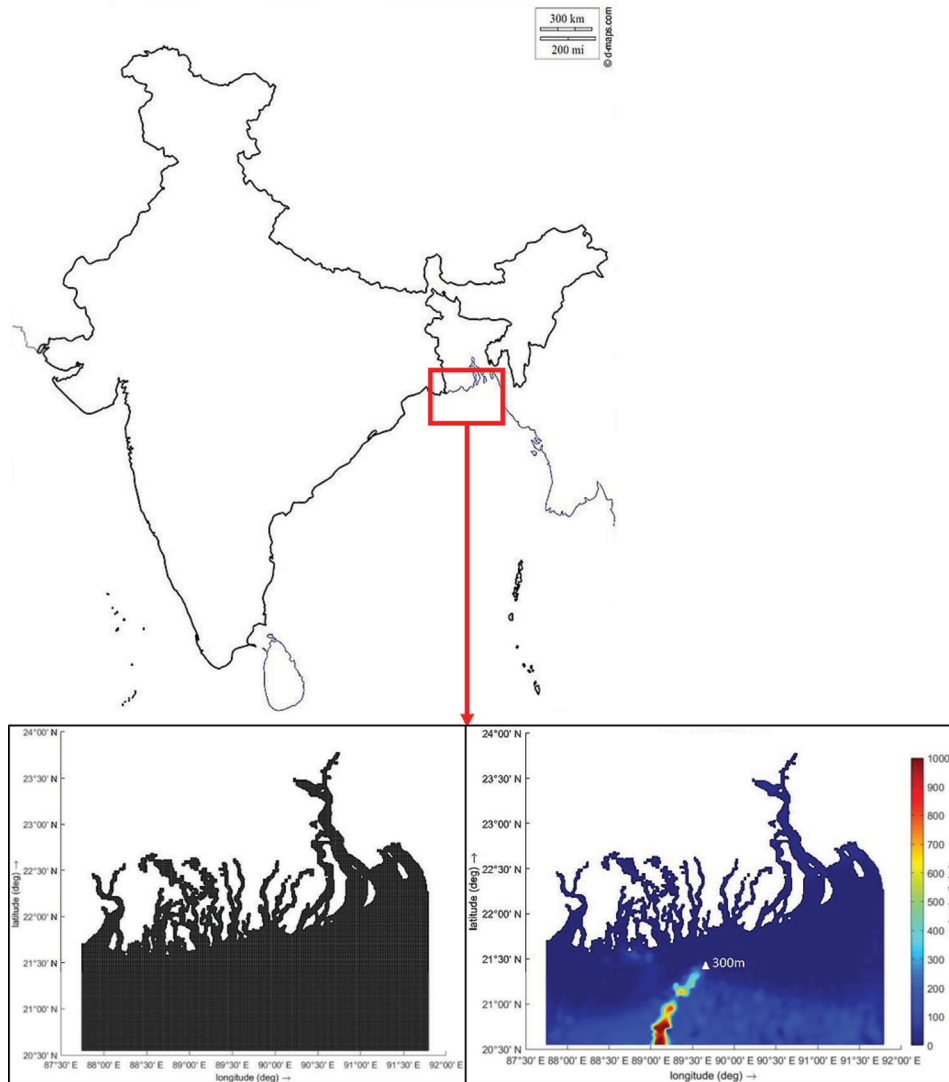 300 km
200 mi
© d-maps.com
24°00' N
23°30' N
23°00' N
22°30' N
22°00' N
21°30' N
21°00' N
20°30' N
latitude (deg) →
87°30' E 88°00' E 88°30' E 89°00' E 89°30' E 90°00' E 90°30' E 91°00' E 91°30' E 92°00' E
longitude (deg) →
24°00' N
23°30' N
23°00' N
22°30' N
22°00' N
21°30' N
21°00' N
20°30' N
latitude (deg) →
87°30' E 88°00' E 88°30' E 89°00' E 89°30' E 90°00' E 90°30' E 91°00' E 91°30' E 92°00' E
longitude (deg) →
300m
1000
900
800
700
600
500
400
300
200
100
0